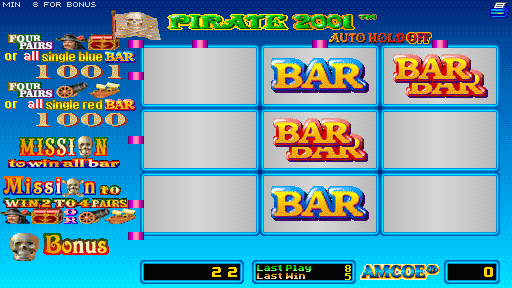 MIN 8 FOR BONUS
PIRATE 2001 TM
AUTO HOLD OFF
FOUR PAIRS
or all single blue BAR
1001
FOUR PAIRS
or all single red BAR
1000
MISSION
to win all bar
Mission to
WIN 2 TO 4 PAIRS
OR
Bonus
BAR
BAR BAR
BAR BAR
BAR
22
Last Play 8
Last Win 5
AMCOE
0